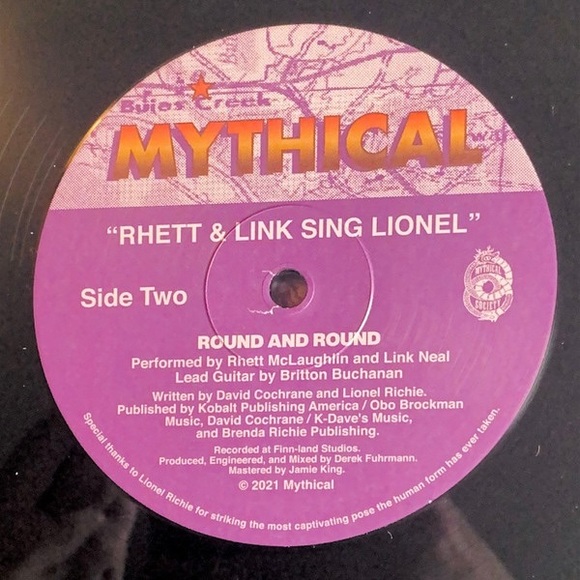 Buies Creek
MYTHICAL
“RHETT & LINK SING LIONEL”
MYTHICAL
SOCIETY
Side Two
ROUND AND ROUND
Performed by Rhett McLaughlin and Link Neal
Lead Guitar by Britton Buchanan
Written by David Cochrane and Lionel Richie.
Published by Kobalt Publishing America / Obo Brockman
Music, David Cochrane / K-Dave's Music,
and Brenda Richie Publishing.
Recorded at Finn-land Studios.
Produced, Engineered, and Mixed by Derek Fuhrmann.
Mastered by Jamie King.
© 2021 Mythical
Special thanks to Lionel Richie for striking the most captivating pose the human form has ever taken.